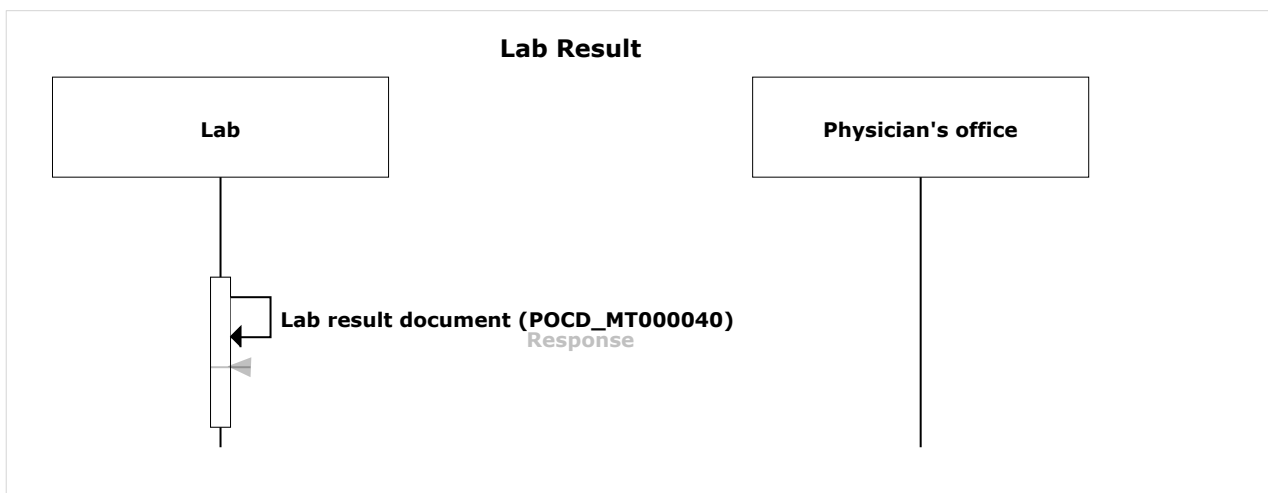 Lab Result
Lab
Physician's office
Lab result document (POCD_MT000040)
Response